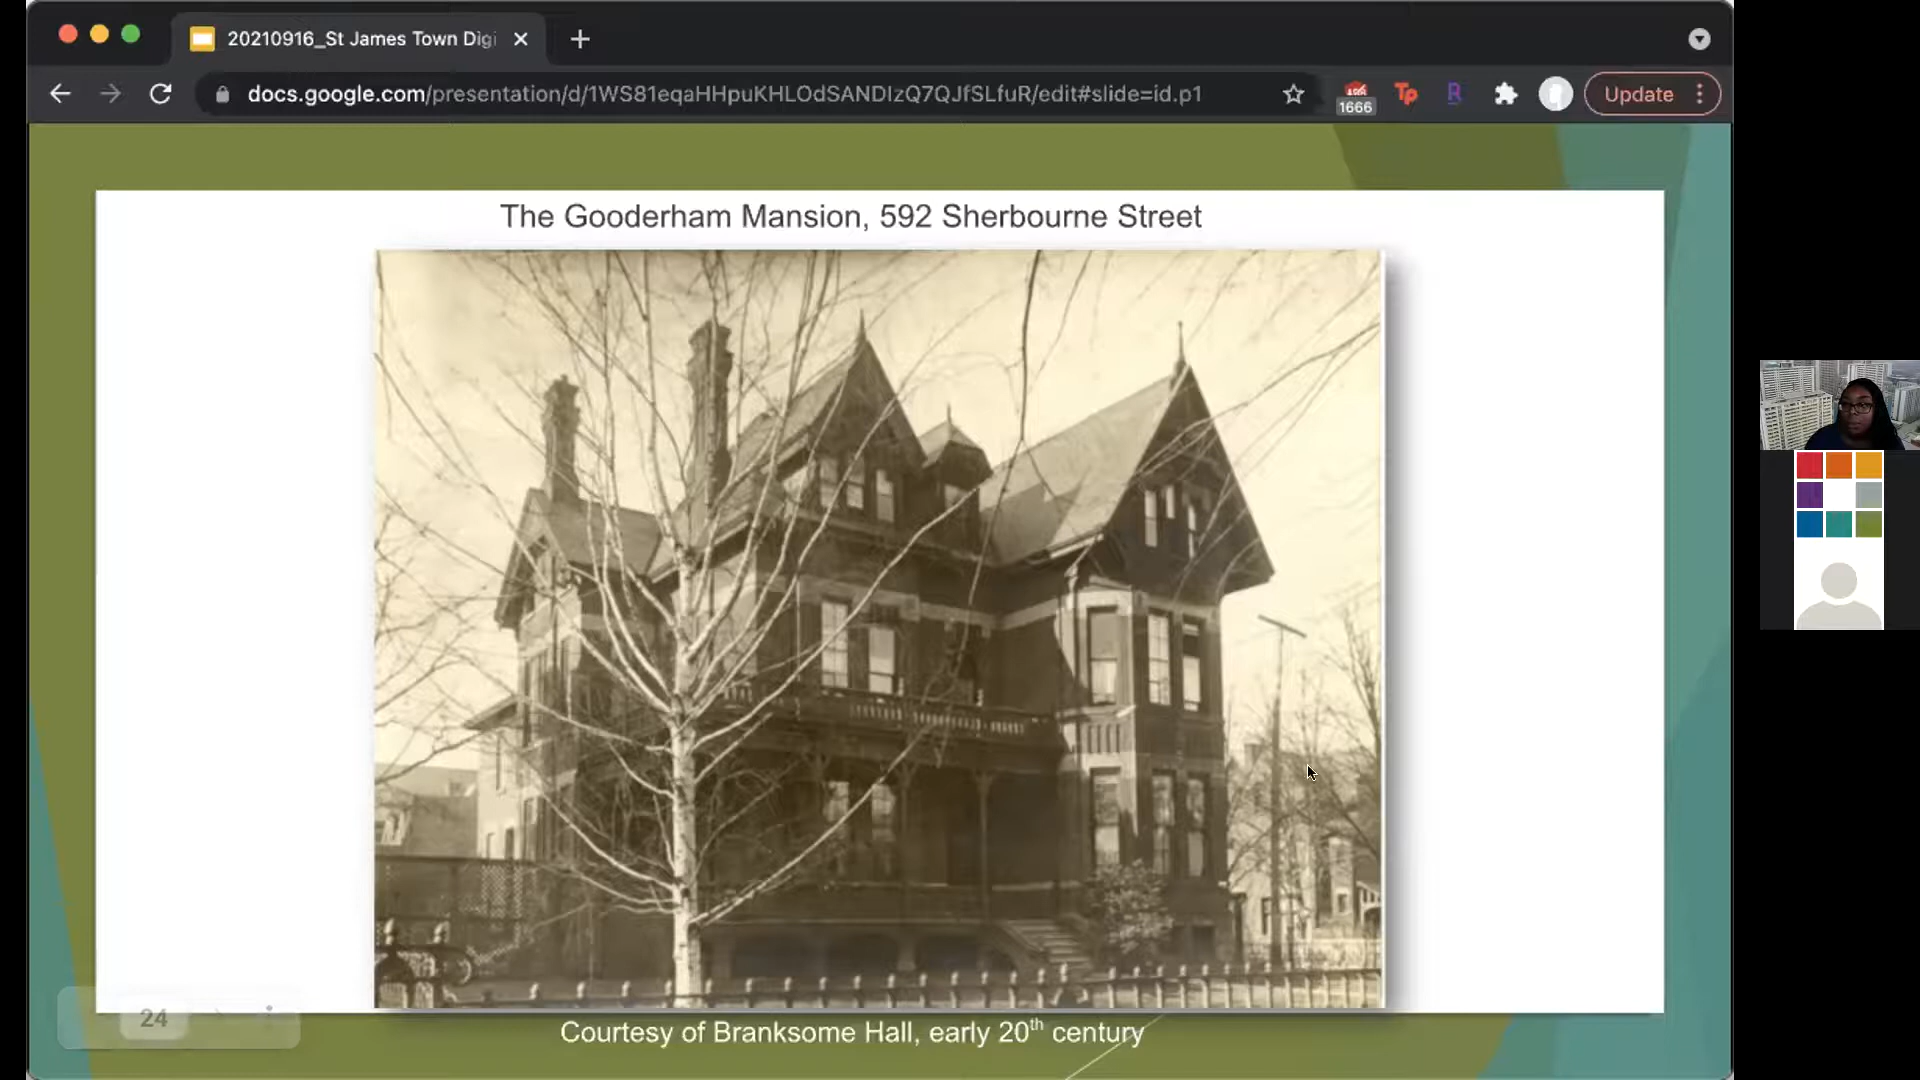 20210916_St James Town Digi
docs.google.com/presentation/d/1WS81eqaHHpuKHLOdSANDIzQ7QJfSLfuR/edit#slide=id.p1
1666
Tp
R
Update
The Gooderham Mansion, 592 Sherbourne Street
24
Courtesy of Branksome Hall, early 20th century